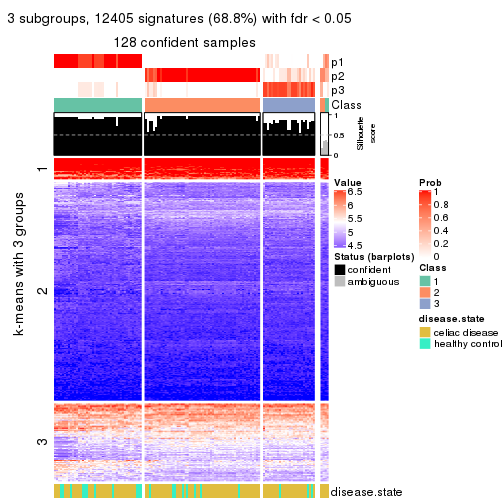 3 subgroups, 12405 signatures (68.8%) with fdr < 0.05
128 confident samples
p1
p2
p3
Class
1
0.5
0
Silhouette
score
k-means with 3 groups
1
2
3
disease.state
Value
6.5
6
5.5
5
4.5
Status (barplots)
confident
ambiguous
Prob
1
0.8
0.6
0.4
0.2
0
Class
1
2
3
disease.state
celiac disease
healthy control